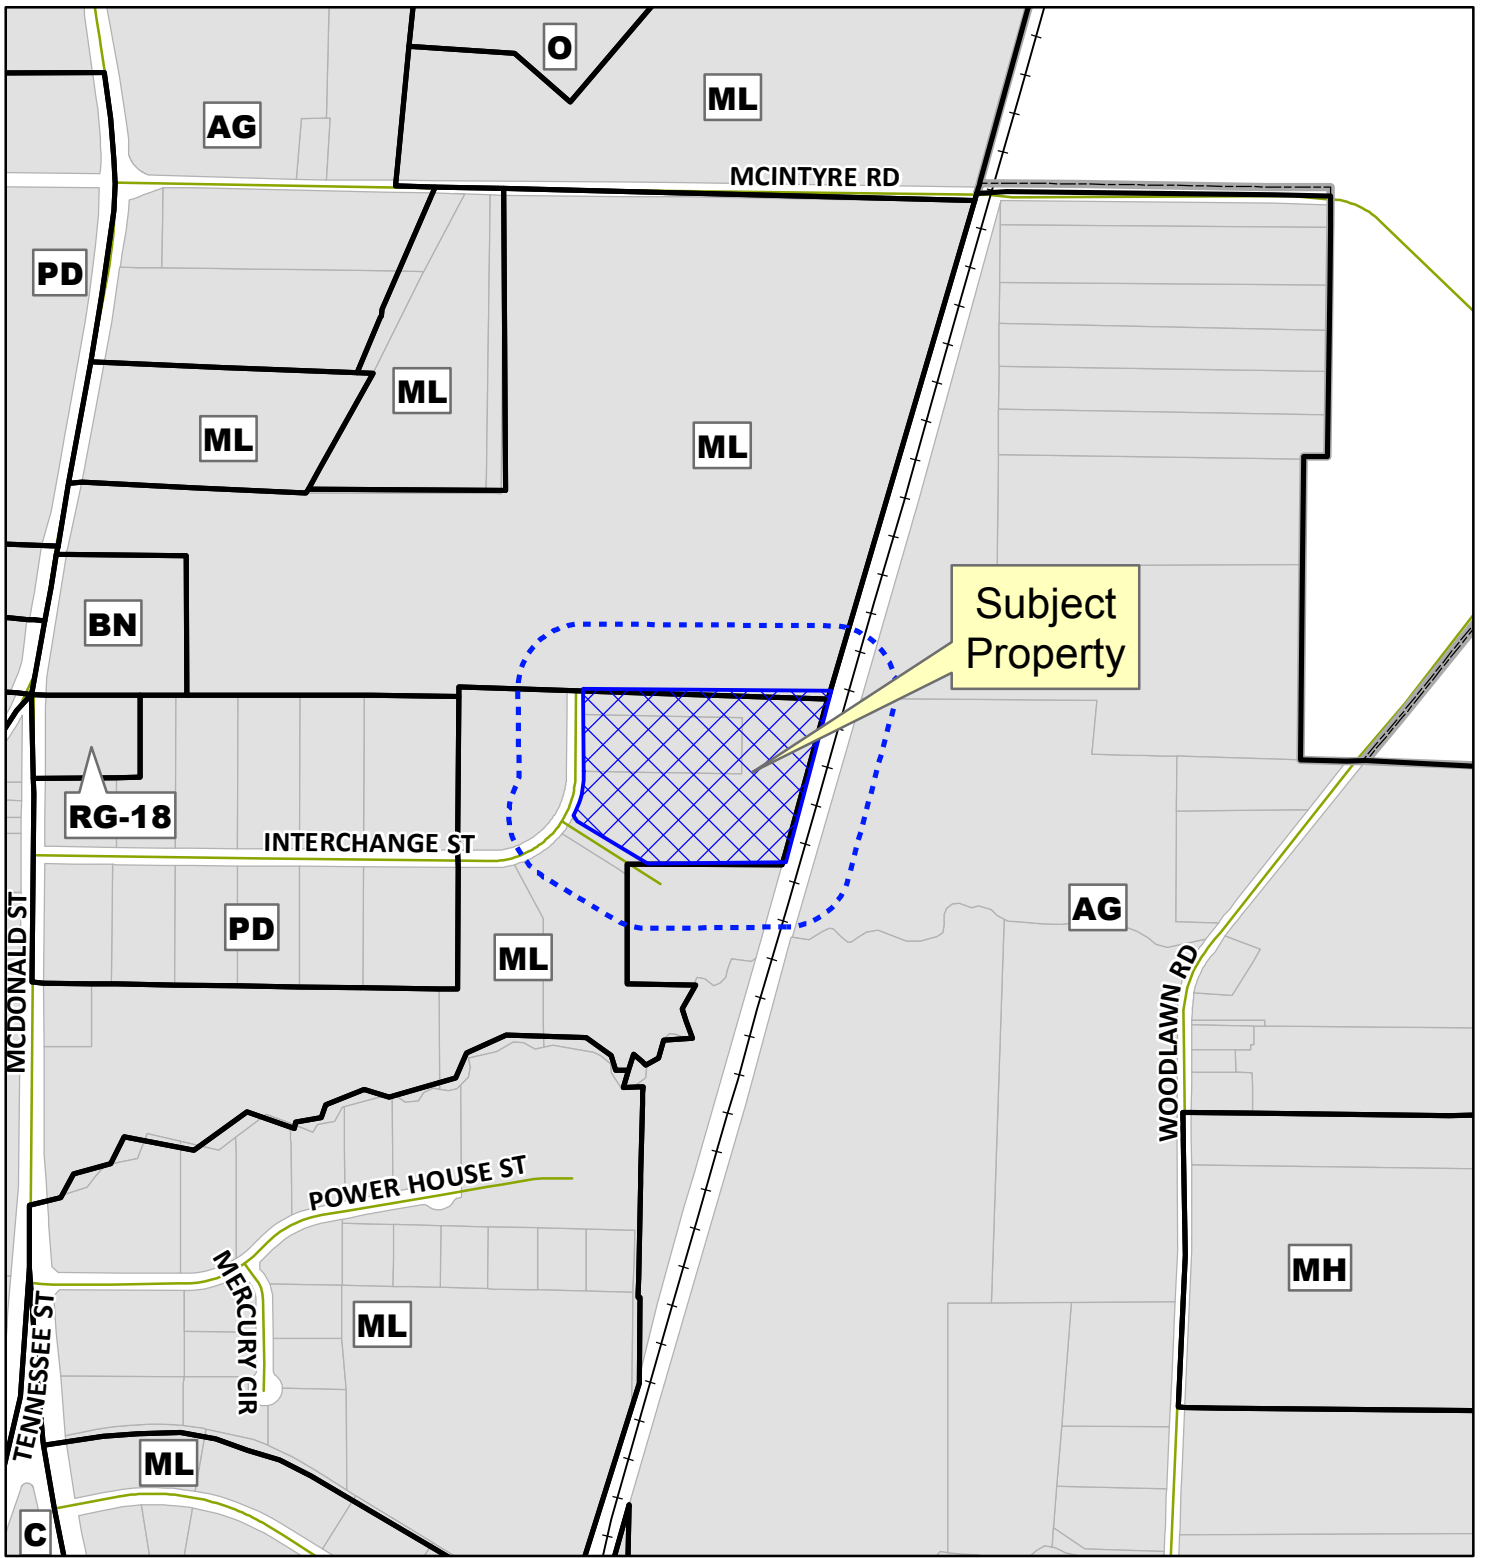 O
ML
AG
MCINTYRE RD
PD
ML
ML
ML
Subject
Property
BN
RG-18
INTERCHANGE ST
MCDONALD ST
PD
ML
AG
WOODLAWN RD
POWER HOUSE ST
MERCURY CIR
MH
ML
TENNESSEE ST
ML
C